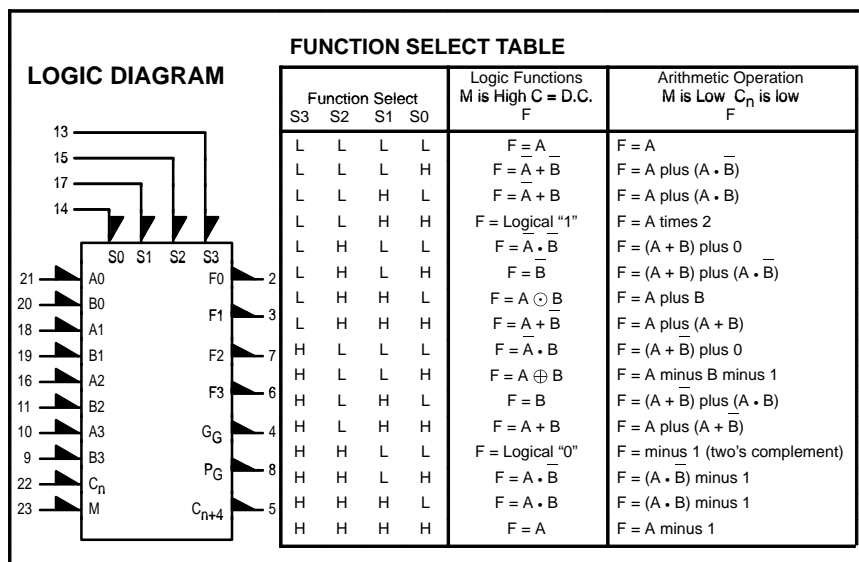 FUNCTION SELECT TABLE
LOGIC DIAGRAM
Function Select
S3 S2 S1 S0
Logic Functions
M is High C = D.C.
F
Arithmetic Operation
M is Low Cn is low
F
L L L L F = A F = A
L L L H F = A̅ + B̅ F = A plus (A • B̅)
L L H L F = A̅ + B F = A plus (A • B)
L L H H F = Logical “1” F = A times 2
L H L L F = A̅ • B̅ F = (A + B) plus 0
L H L H F = B̅ F = (A + B) plus (A • B̅)
L H H L F = A ⊙ B F = A plus B
L H H H F = A + B̅ F = A plus (A + B)
H L L L F = A̅ • B F = (A + B̅) plus 0
H L L H F = A ⊕ B F = A minus B minus 1
H L H L F = B F = (A + B̅) plus (A • B)
H L H H F = A + B F = A plus (A + B̅)
H H L L F = Logical “0” F = minus 1 (two’s complement)
H H L H F = A • B̅ F = (A • B̅) minus 1
H H H L F = A • B F = (A • B) minus 1
H H H H F = A F = A minus 1
13
15
17
14
S0 S1 S2 S3
21 A0 F0 2
20 B0
18 A1 F1 3
19 B1 F2 7
16 A2
11 B2 F3 6
10 A3 GG 4
9 B3
22 Cn PG 8
23 M Cn+4 5